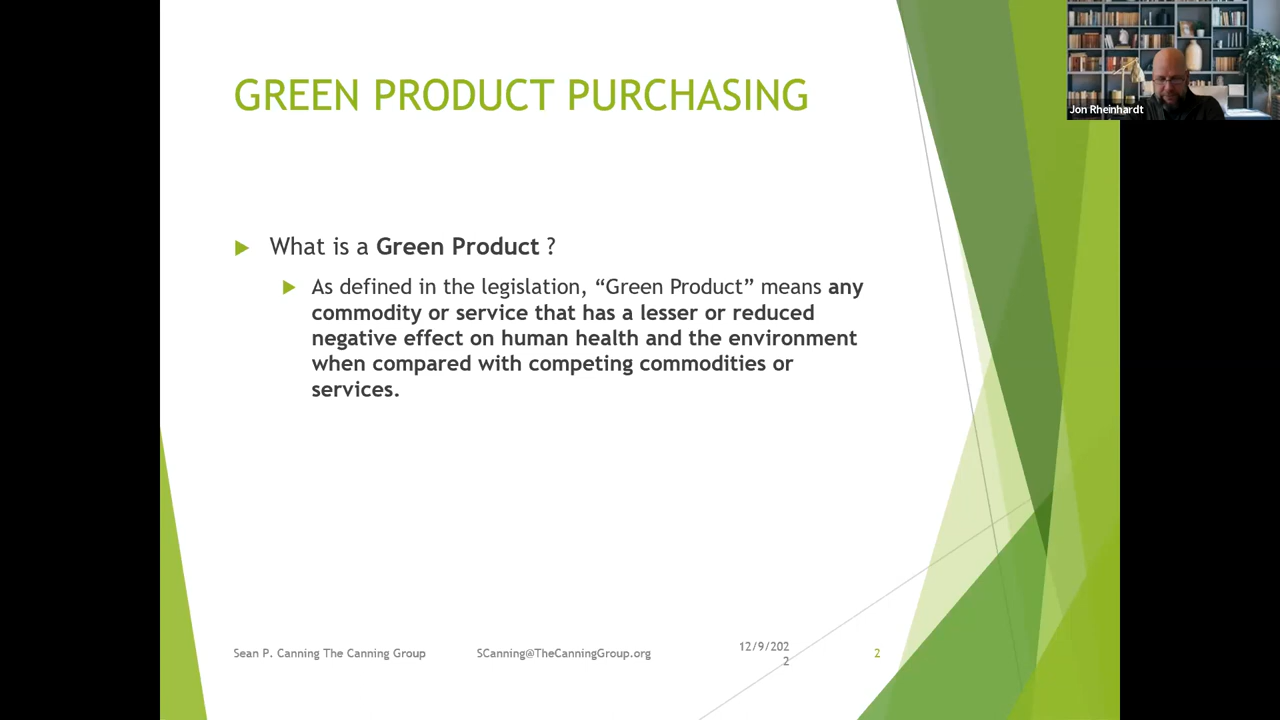 GREEN PRODUCT PURCHASING
Jon Rheinhardt
What is a Green Product ?
As defined in the legislation, “Green Product” means any
commodity or service that has a lesser or reduced
negative effect on human health and the environment
when compared with competing commodities or
services.
Sean P. Canning The Canning Group
SCanning@TheCanningGroup.org
12/9/202
2
2